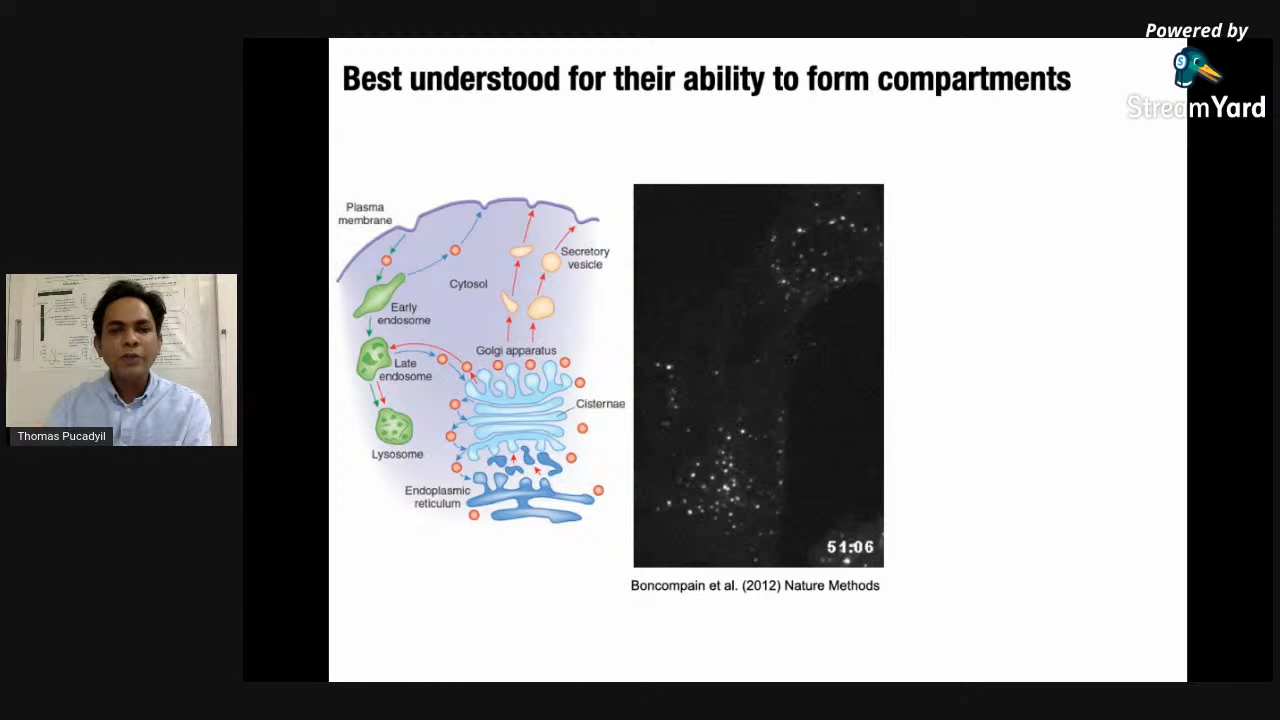 Powered by
StreamYard
Best understood for their ability to form compartments
Plasma
membrane
Secretory
vesicle
Cytosol
Early
endosome
Golgi apparatus
Late
endosome
Cisternae
Lysosome
Endoplasmic
reticulum
51:06
Boncompain et al. (2012) Nature Methods
Thomas Pucadyil